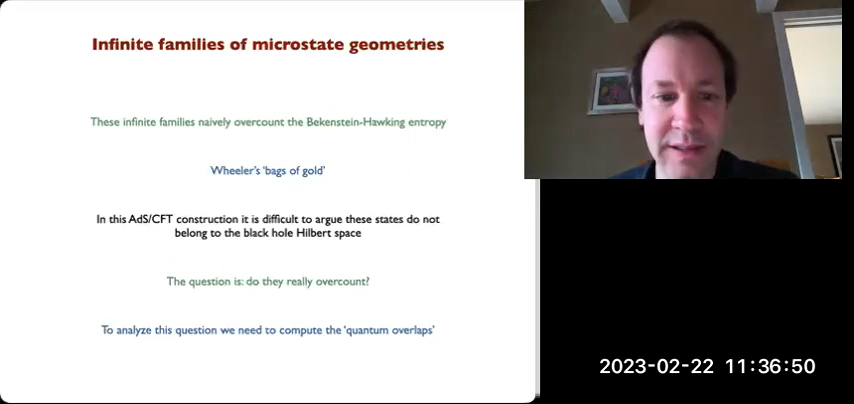 Infinite families of microstate geometries
These infinite families naively overcount the Bekenstein-Hawking entropy
Wheeler's 'bags of gold'
In this AdS/CFT construction it is difficult to argue these states do not
belong to the black hole Hilbert space
The question is: do they really overcount?
To analyze this question we need to compute the 'quantum overlaps'
2023-02-22 11:36:50